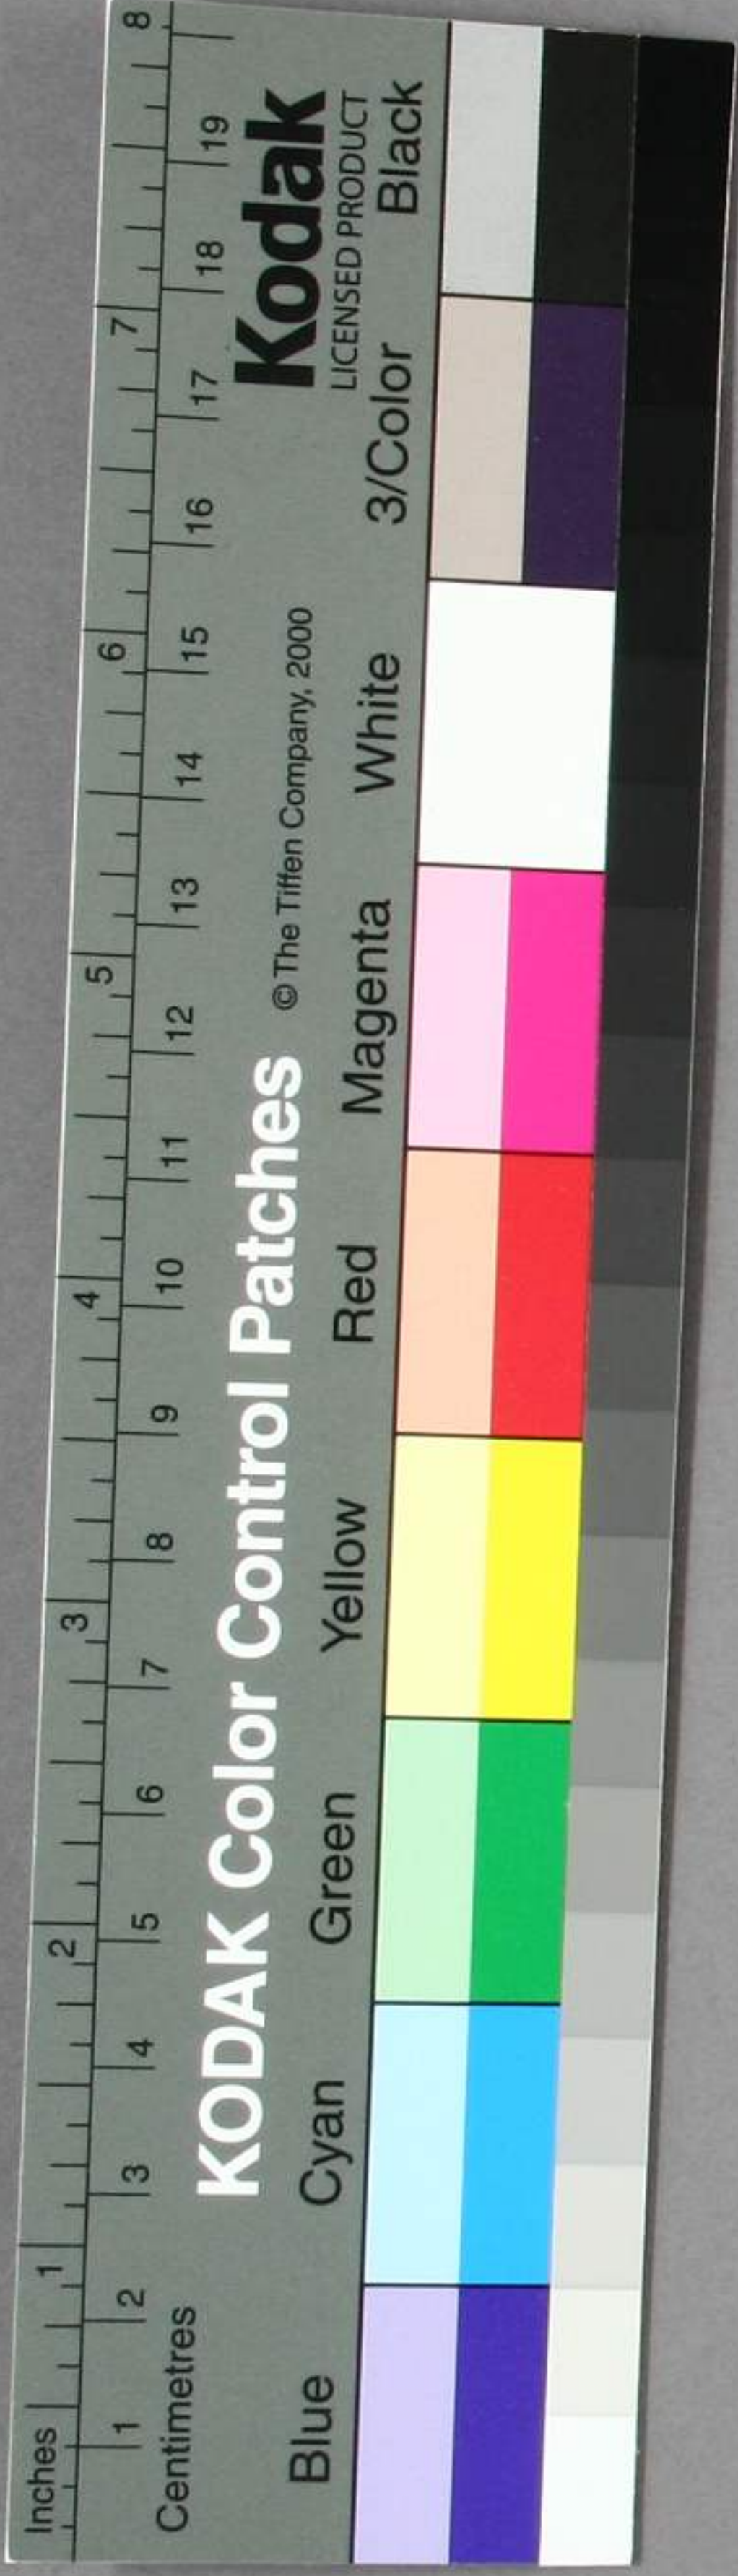 Inches 1 2 3 4 5 6 7 8
Centimetres 1 2 3 4 5 6 7 8 9 10 11 12 13 14 15 16 17 18 19
KODAK Color Control Patches © The Tiffen Company, 2000
Kodak
LICENSED PRODUCT
Blue Cyan Green Yellow Red Magenta White 3/Color Black